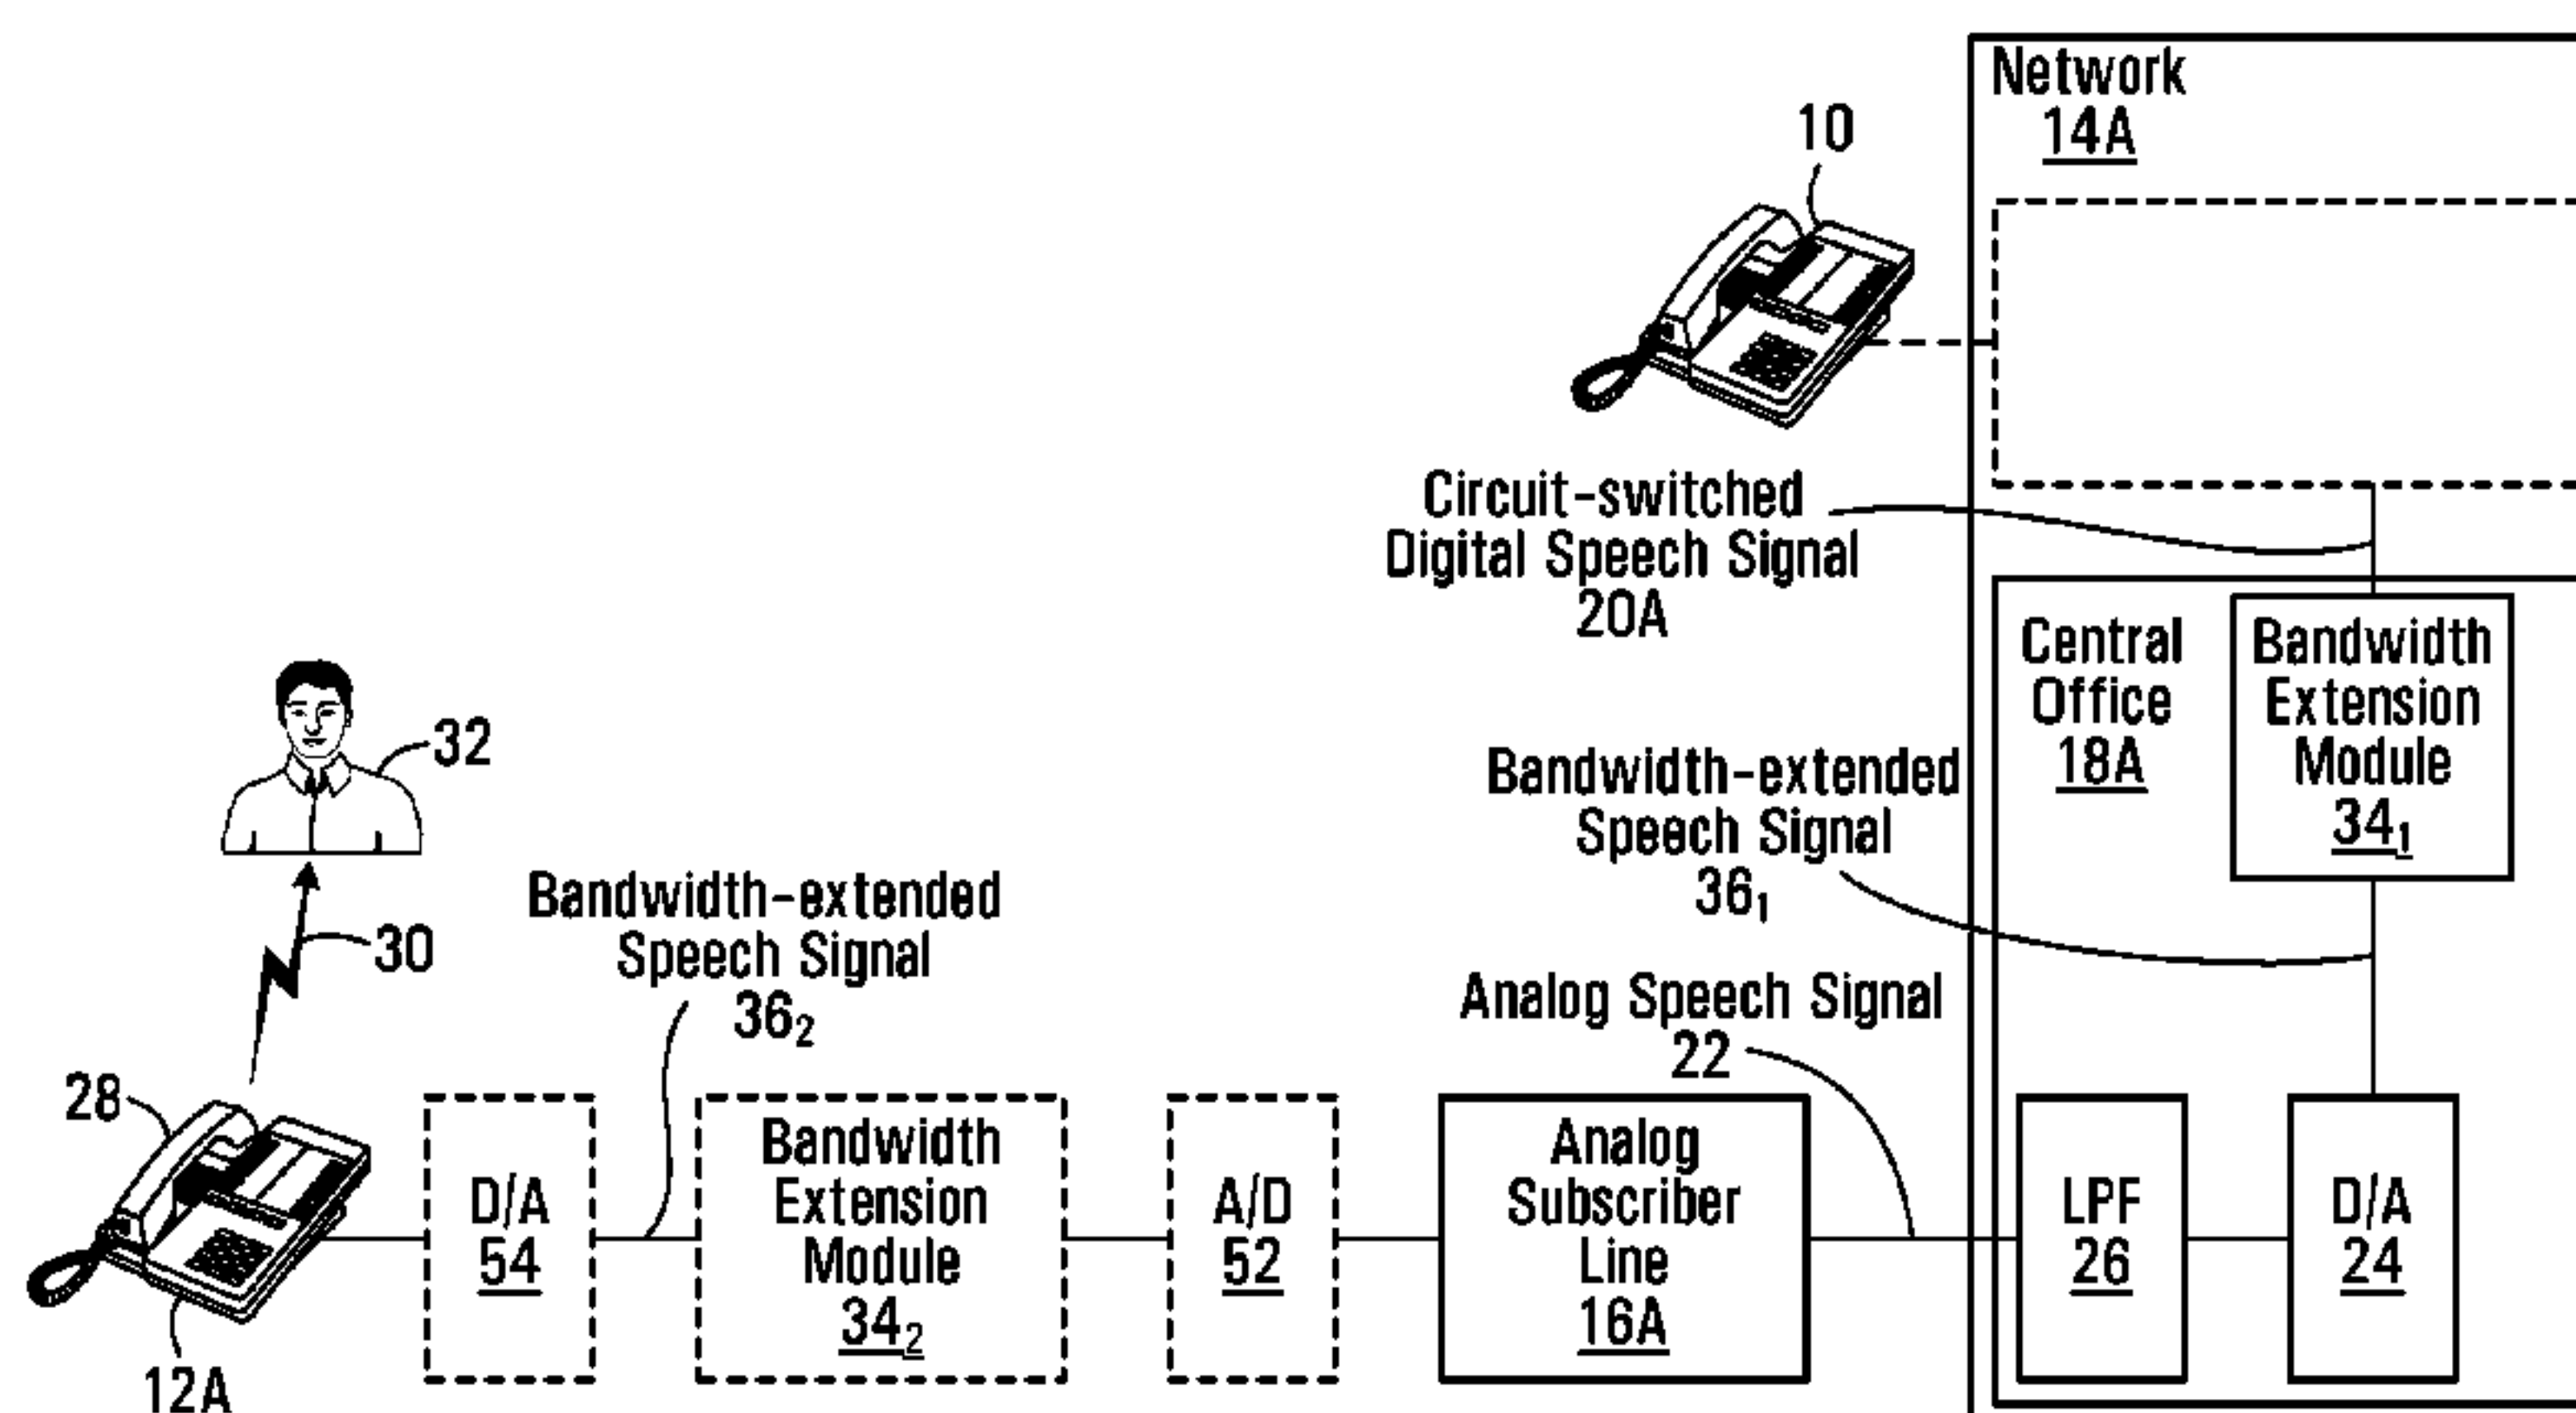 Network
14A
10
Circuit-switched
Digital Speech Signal
20A
Central
Office
18A
Bandwidth
Extension
Module
34₁
32
Bandwidth-extended
Speech Signal
36₁
30
Bandwidth-extended
Speech Signal
36₂
Analog Speech Signal
22
28
12A
D/A
54
Bandwidth
Extension
Module
34₂
A/D
52
Analog
Subscriber
Line
16A
LPF
26
D/A
24